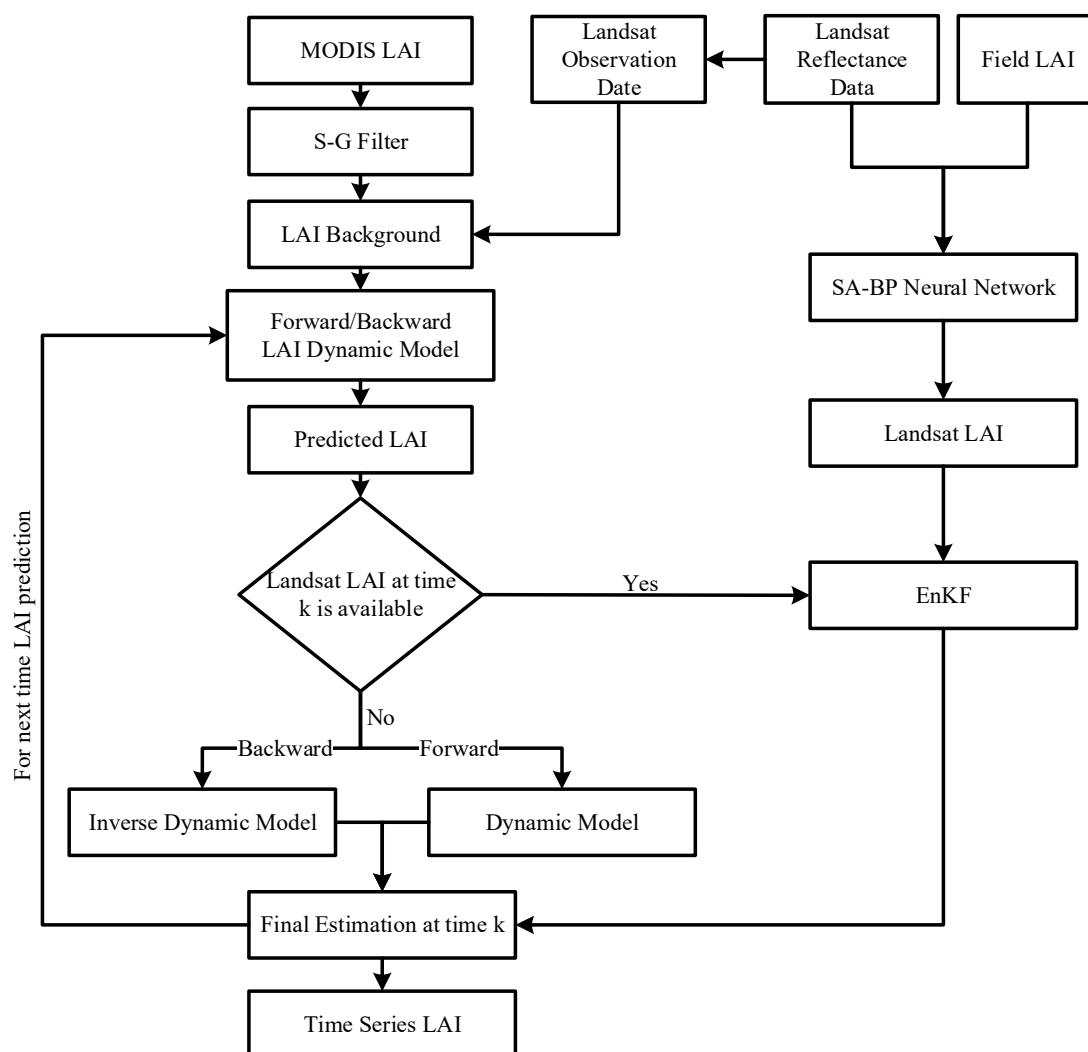 MODIS LAI
Landsat
Observation
Date
Landsat
Reflectance
Data
Field LAI
S-G Filter
LAI Background
SA-BP Neural Network
Forward/Backward
LAI Dynamic Model
Predicted LAI
Landsat LAI
For next time LAI prediction
Landsat LAI at time
k is available
Yes
EnKF
No
Backward
Forward
Inverse Dynamic Model
Dynamic Model
Final Estimation at time k
Time Series LAI